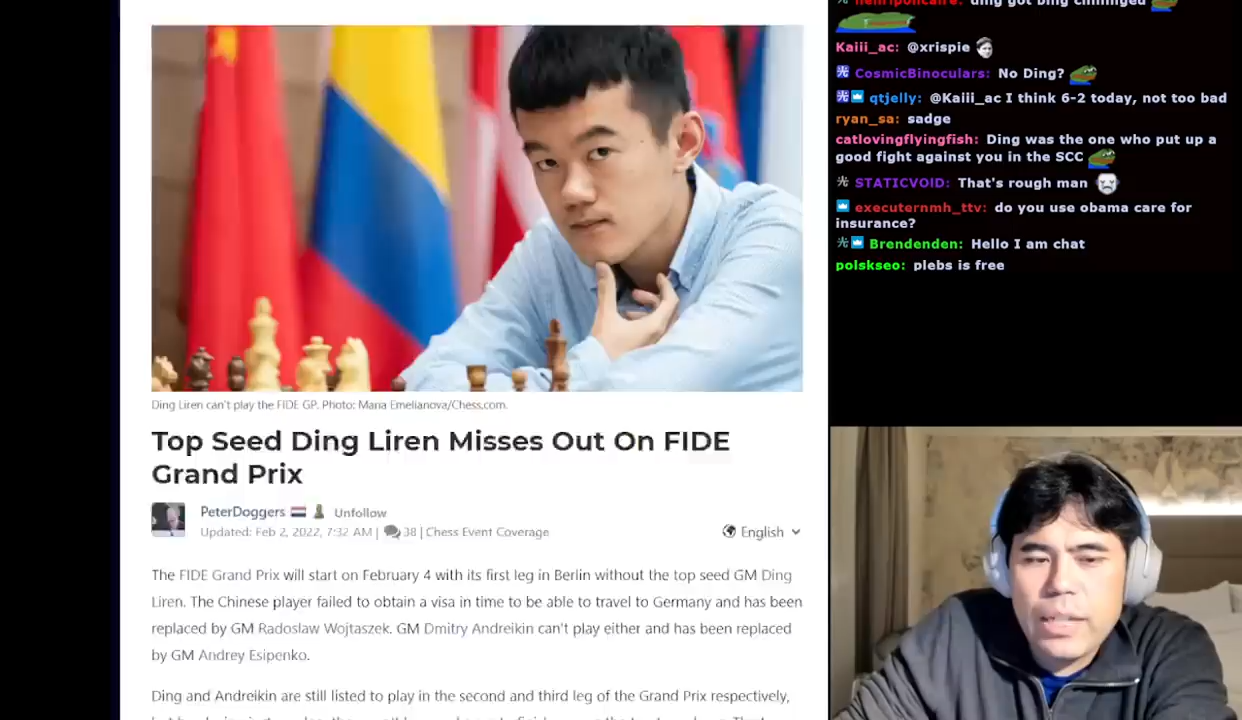 Ding Liren can't play the FIDE GP. Photo: Maria Emelianova/Chess.com.
Top Seed Ding Liren Misses Out On FIDE
Grand Prix
PeterDoggers Unfollow
Updated: Feb 2, 2022, 7:32 AM | 38 | Chess Event Coverage
English
The FIDE Grand Prix will start on February 4 with its first leg in Berlin without the top seed GM Ding
Liren. The Chinese player failed to obtain a visa in time to be able to travel to Germany and has been
replaced by GM Radoslaw Wojtaszek. GM Dmitry Andreikin can't play either and has been replaced
by GM Andrey Esipenko.
Ding and Andreikin are still listed to play in the second and third leg of the Grand Prix respectively,
Kaiii_ac: @xrispie
CosmicBinoculars: No Ding?
qtjelly: @Kaiii_ac I think 6-2 today, not too bad
ryan_sa: sadge
catlovingflyingfish: Ding was the one who put up a
good fight against you in the SCC
STATICVOID: That's rough man
executernmh_ttv: do you use obama care for
insurance?
Brendenden: Hello I am chat
polskseo: plebs is free